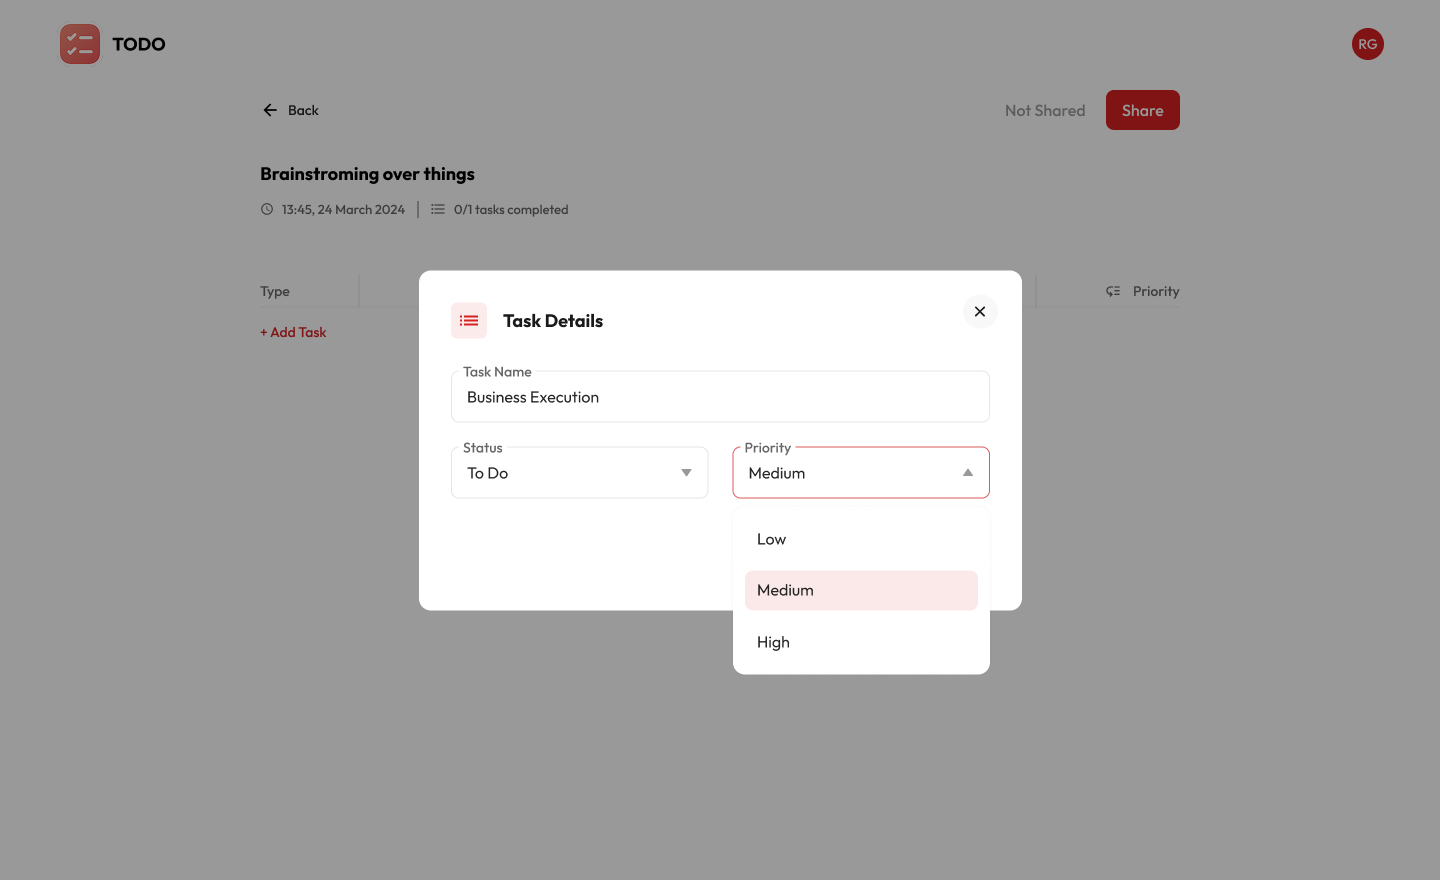 TODO
RG
Back
Not Shared
Share
Brainstroming over things
13:45, 24 March 2024
0/1 tasks completed
Type
Priority
+ Add Task
Task Details
Task Name
Business Execution
Status
To Do
Priority
Medium
Low
Medium
High